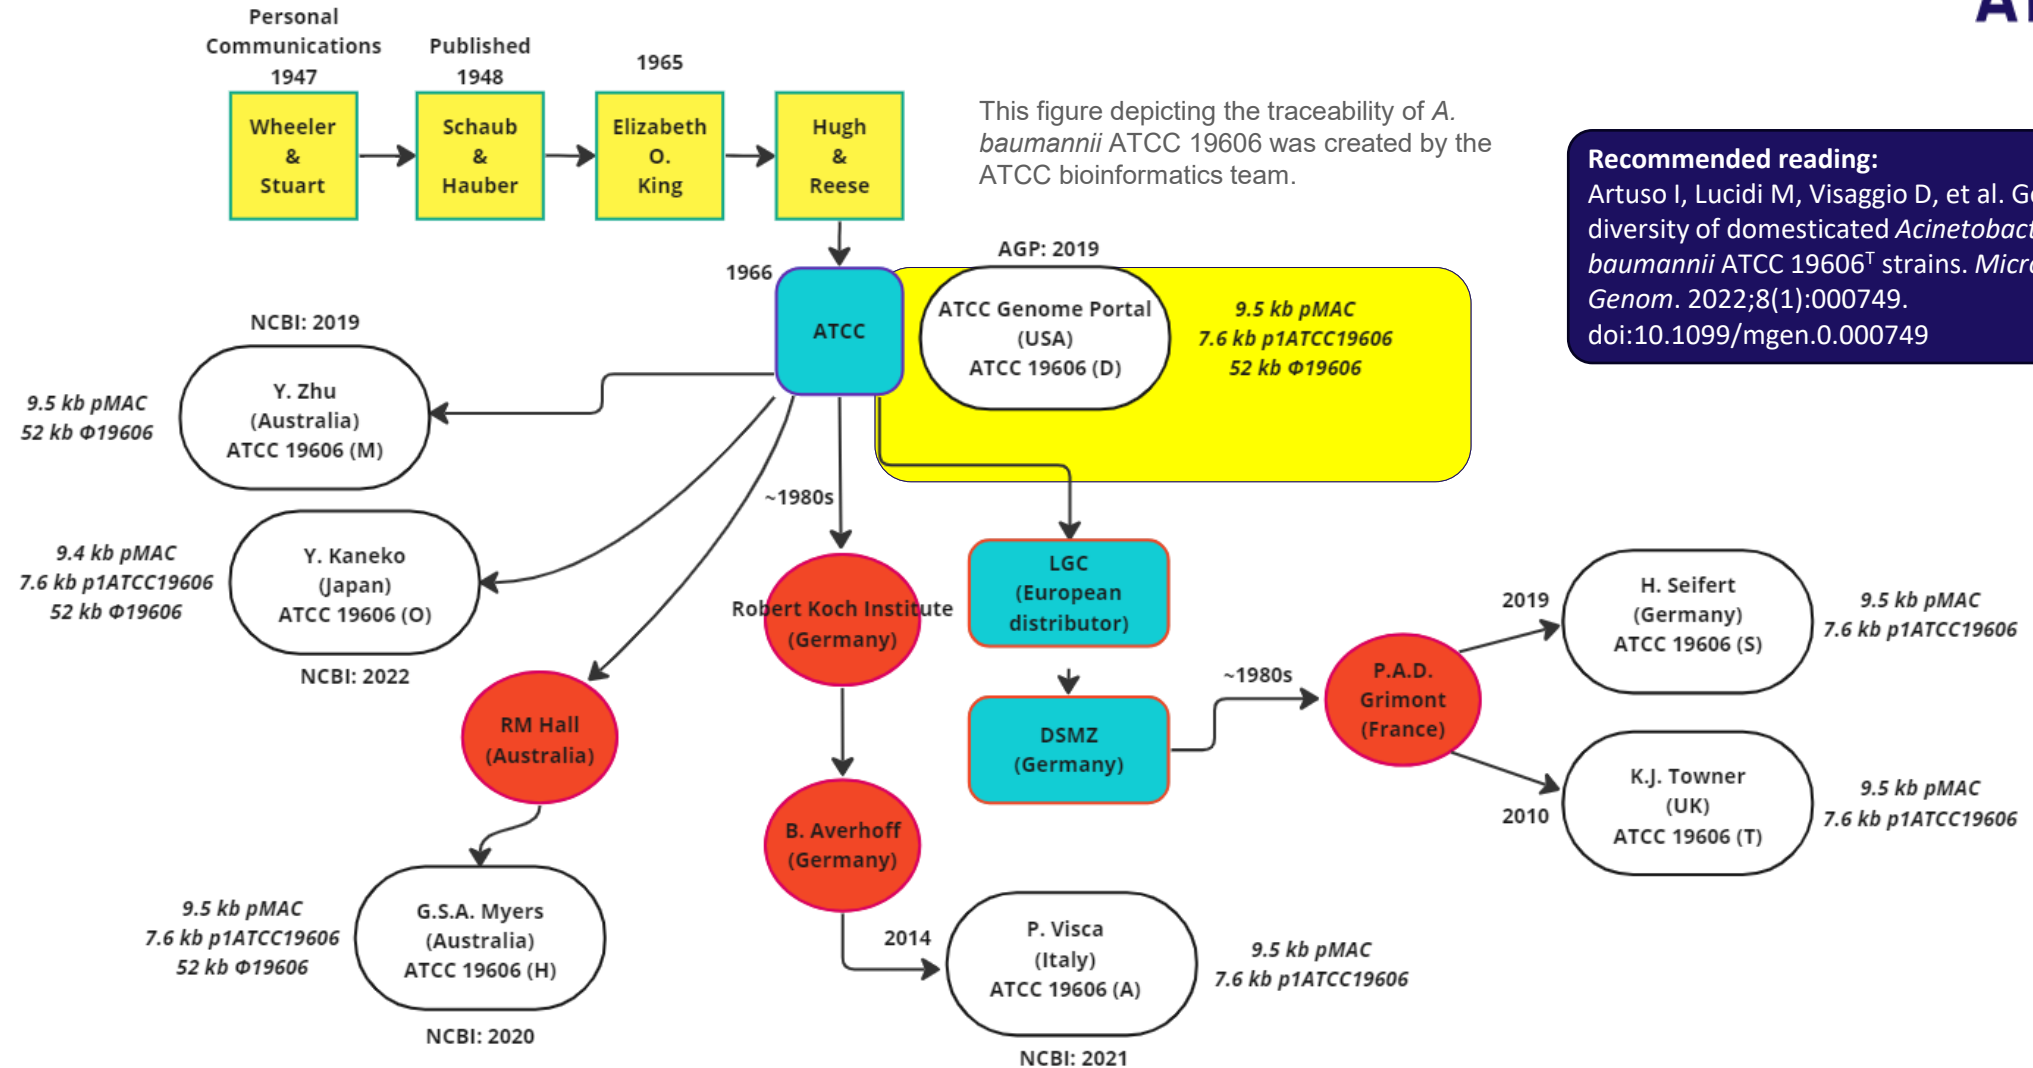 Personal
Communications
1947
Published
1948
1965
Wheeler
&
Stuart
Schaub
&
Hauber
Elizabeth
O.
King
Hugh
&
Reese
This figure depicting the traceability of A.
baumannii ATCC 19606 was created by the
ATCC bioinformatics team.
Recommended reading:
Artuso I, Lucidi M, Visaggio D, et al.
diversity of domesticated
baumannii ATCC 19606ᵀ strains.
Genom. 2022;8(1):000749.
doi:10.1099/mgen.0.000749
1966
ATCC
AGP: 2019
ATCC Genome Portal
(USA)
ATCC 19606 (D)
9.5 kb pMAC
7.6 kb p1ATCC19606
52 kb Φ19606
NCBI: 2019
Y. Zhu
(Australia)
ATCC 19606 (M)
9.5 kb pMAC
52 kb Φ19606
9.4 kb pMAC
7.6 kb p1ATCC19606
52 kb Φ19606
Y. Kaneko
(Japan)
ATCC 19606 (O)
NCBI: 2022
~1980s
Robert Koch Institute
(Germany)
LGC
(European
distributor)
DSMZ
(Germany)
~1980s
P.A.D.
Grimont
(France)
2019
H. Seifert
(Germany)
ATCC 19606 (S)
9.5 kb pMAC
7.6 kb p1ATCC19606
2010
K.J. Towner
(UK)
ATCC 19606 (T)
9.5 kb pMAC
7.6 kb p1ATCC19606
RM Hall
(Australia)
B. Averhoff
(Germany)
9.5 kb pMAC
7.6 kb p1ATCC19606
52 kb Φ19606
G.S.A. Myers
(Australia)
ATCC 19606 (H)
NCBI: 2020
2014
P. Visca
(Italy)
ATCC 19606 (A)
9.5 kb pMAC
7.6 kb p1ATCC19606
NCBI: 2021